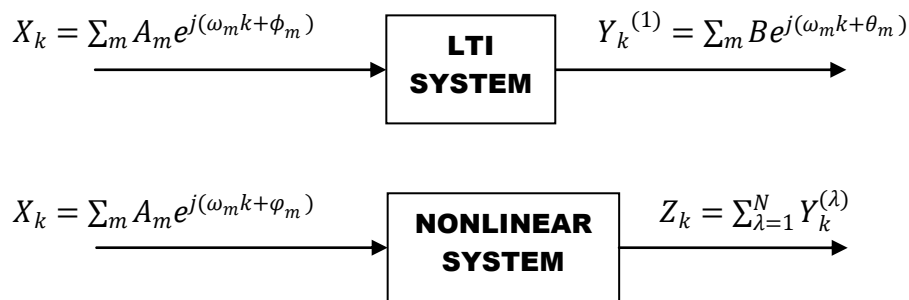 X_k = ∑_m A_m e^{j(ω_m k+ϕ_m)}
LTI
SYSTEM
Y_k^{(1)} = ∑_m B e^{j(ω_m k+θ_m)}
X_k = ∑_m A_m e^{j(ω_m k+φ_m)}
NONLINEAR
SYSTEM
Z_k = ∑_{λ=1}^{N} Y_k^{(λ)}